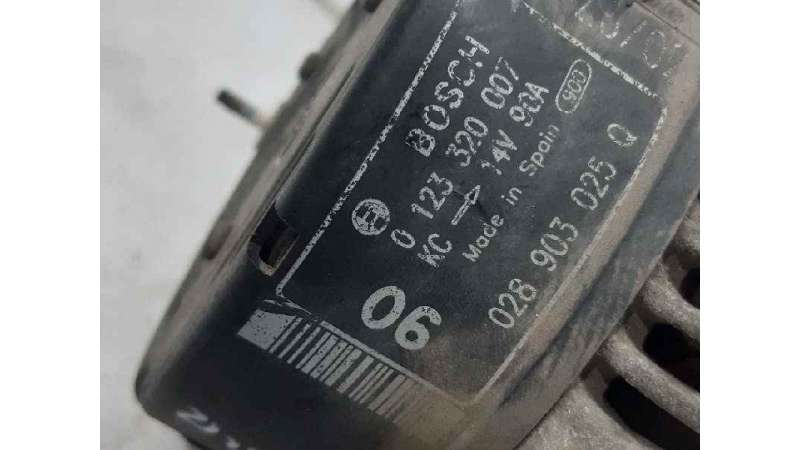 BOSCH
0 123 320 007
KC → 14V 90A
Made in Spain 900
028 903 025 Q
06